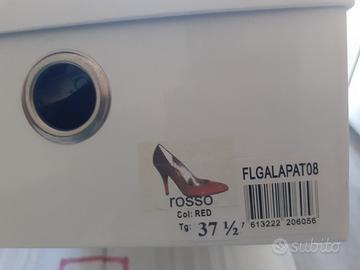 FLGALAPAT08
rosso
Col: RED
Tg: 37 ½
613222 206056
subito